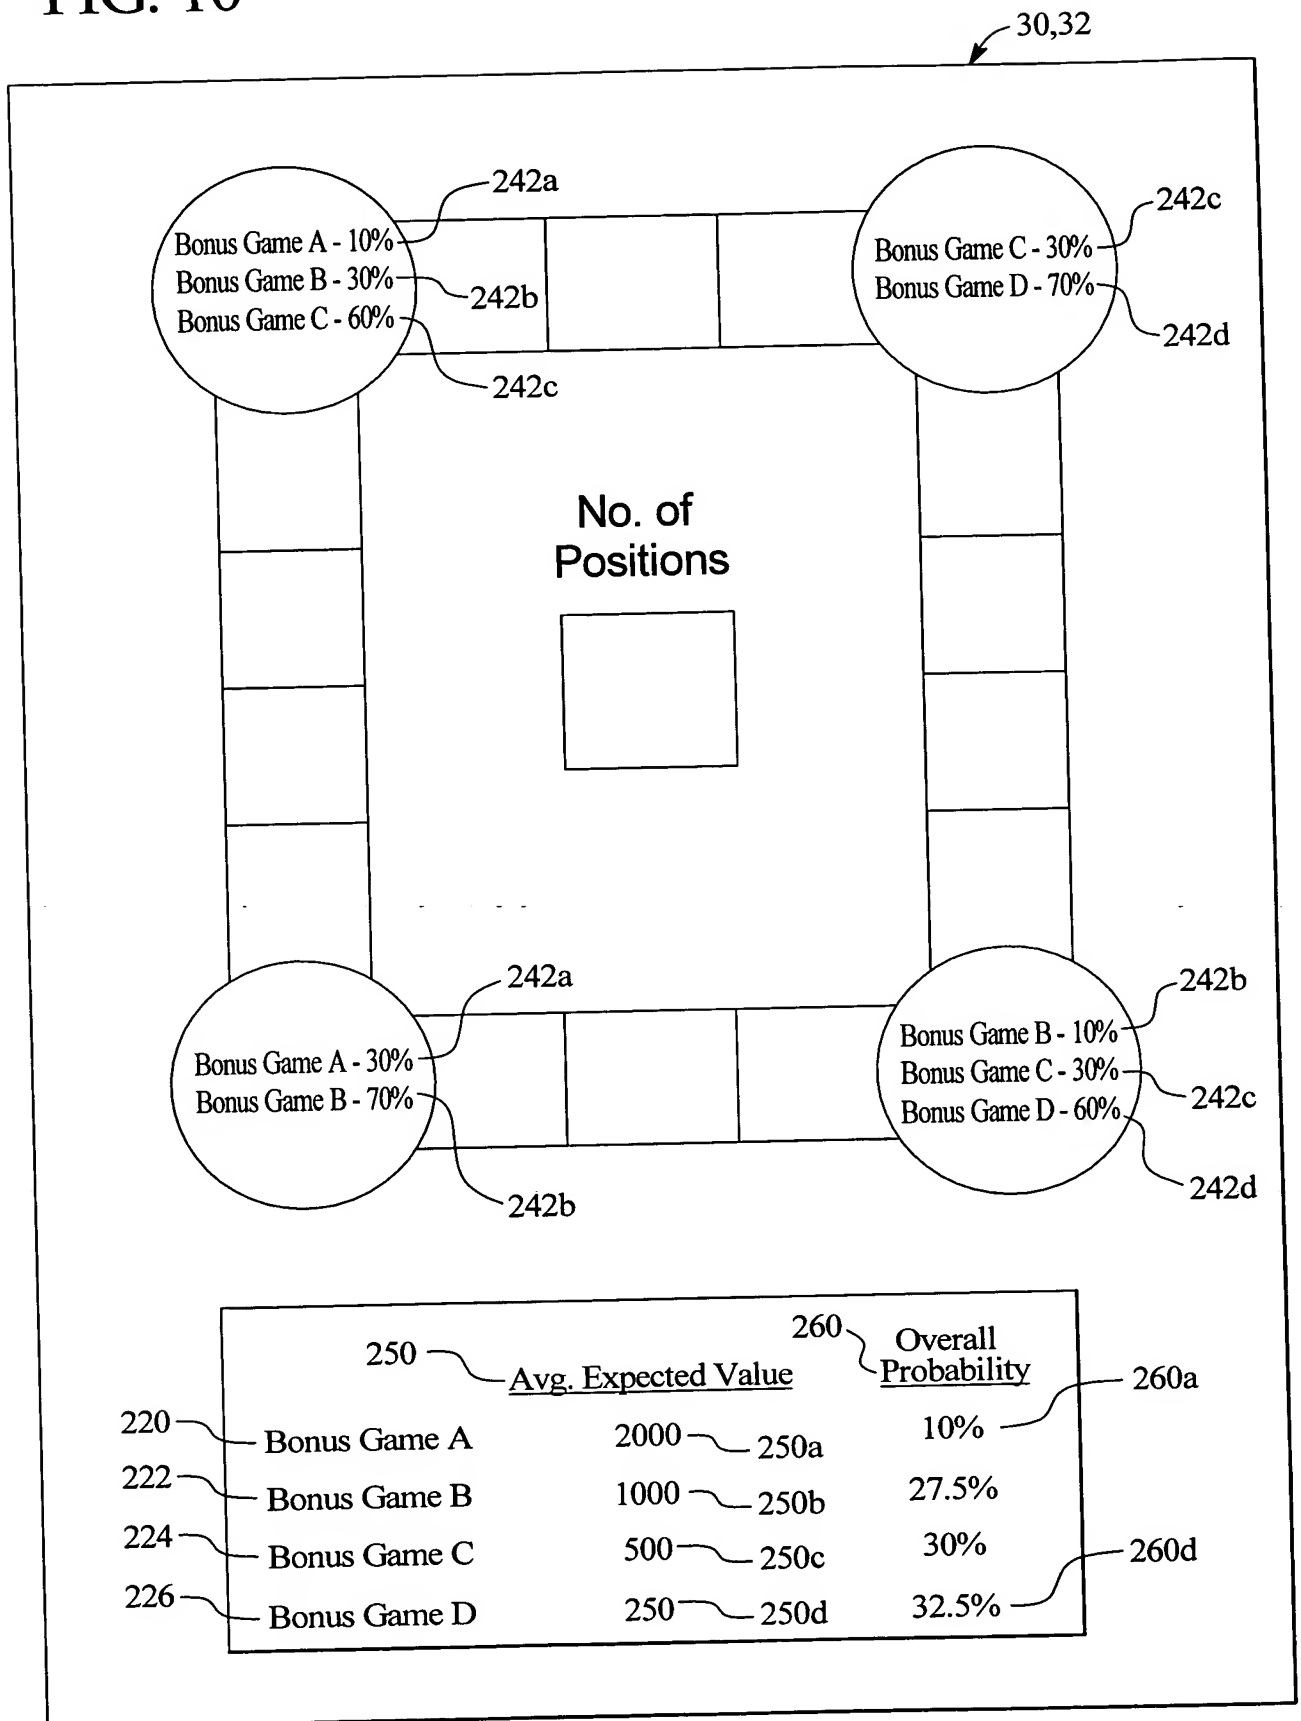 FIG. 10
30,32
242a
Bonus Game A - 10%
Bonus Game B - 30%
242b
Bonus Game C - 60%
242c
242c
Bonus Game C - 30%
Bonus Game D - 70%
242d
No. of
Positions
242a
Bonus Game A - 30%
Bonus Game B - 70%
242b
242b
Bonus Game B - 10%
Bonus Game C - 30%
242c
Bonus Game D - 60%
242d
250 Avg. Expected Value 260 Overall
Probability
260a
220 Bonus Game A 2000 250a 10%
222 Bonus Game B 1000 250b 27.5%
224 Bonus Game C 500 250c 30% 260d
226 Bonus Game D 250 250d 32.5%